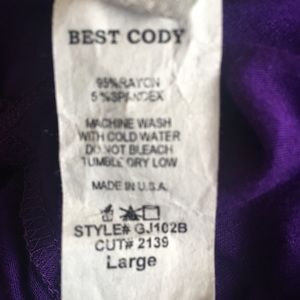 BEST CODY
95%RAYON
5%SPANDEX
MACHINE WASH
WITH COLD WATER
DO NOT BLEACH
TUMBLE DRY LOW
MADE IN U.S.A.
STYLE# GJ102B
CUT# 2139
Large